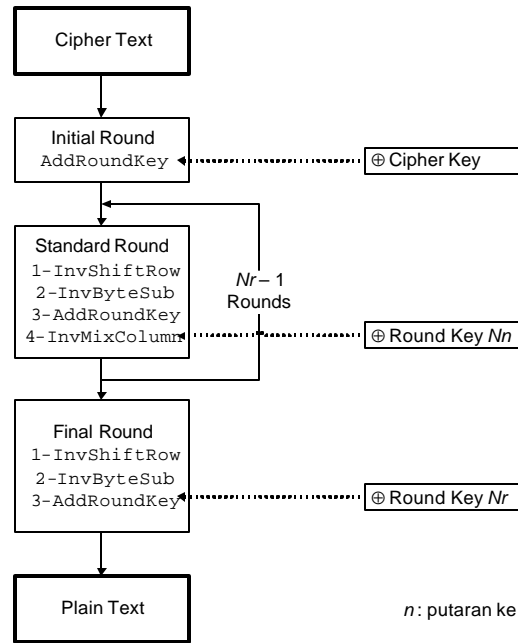 Cipher Text
Initial Round
AddRoundKey
⊕ Cipher Key
Standard Round
1-InvShiftRow
2-InvByteSub
3-AddRoundKey
4-InvMixColumn
Nr – 1
Rounds
⊕ Round Key Nn
Final Round
1-InvShiftRow
2-InvByteSub
3-AddRoundKey
⊕ Round Key Nr
Plain Text
n : putaran ke